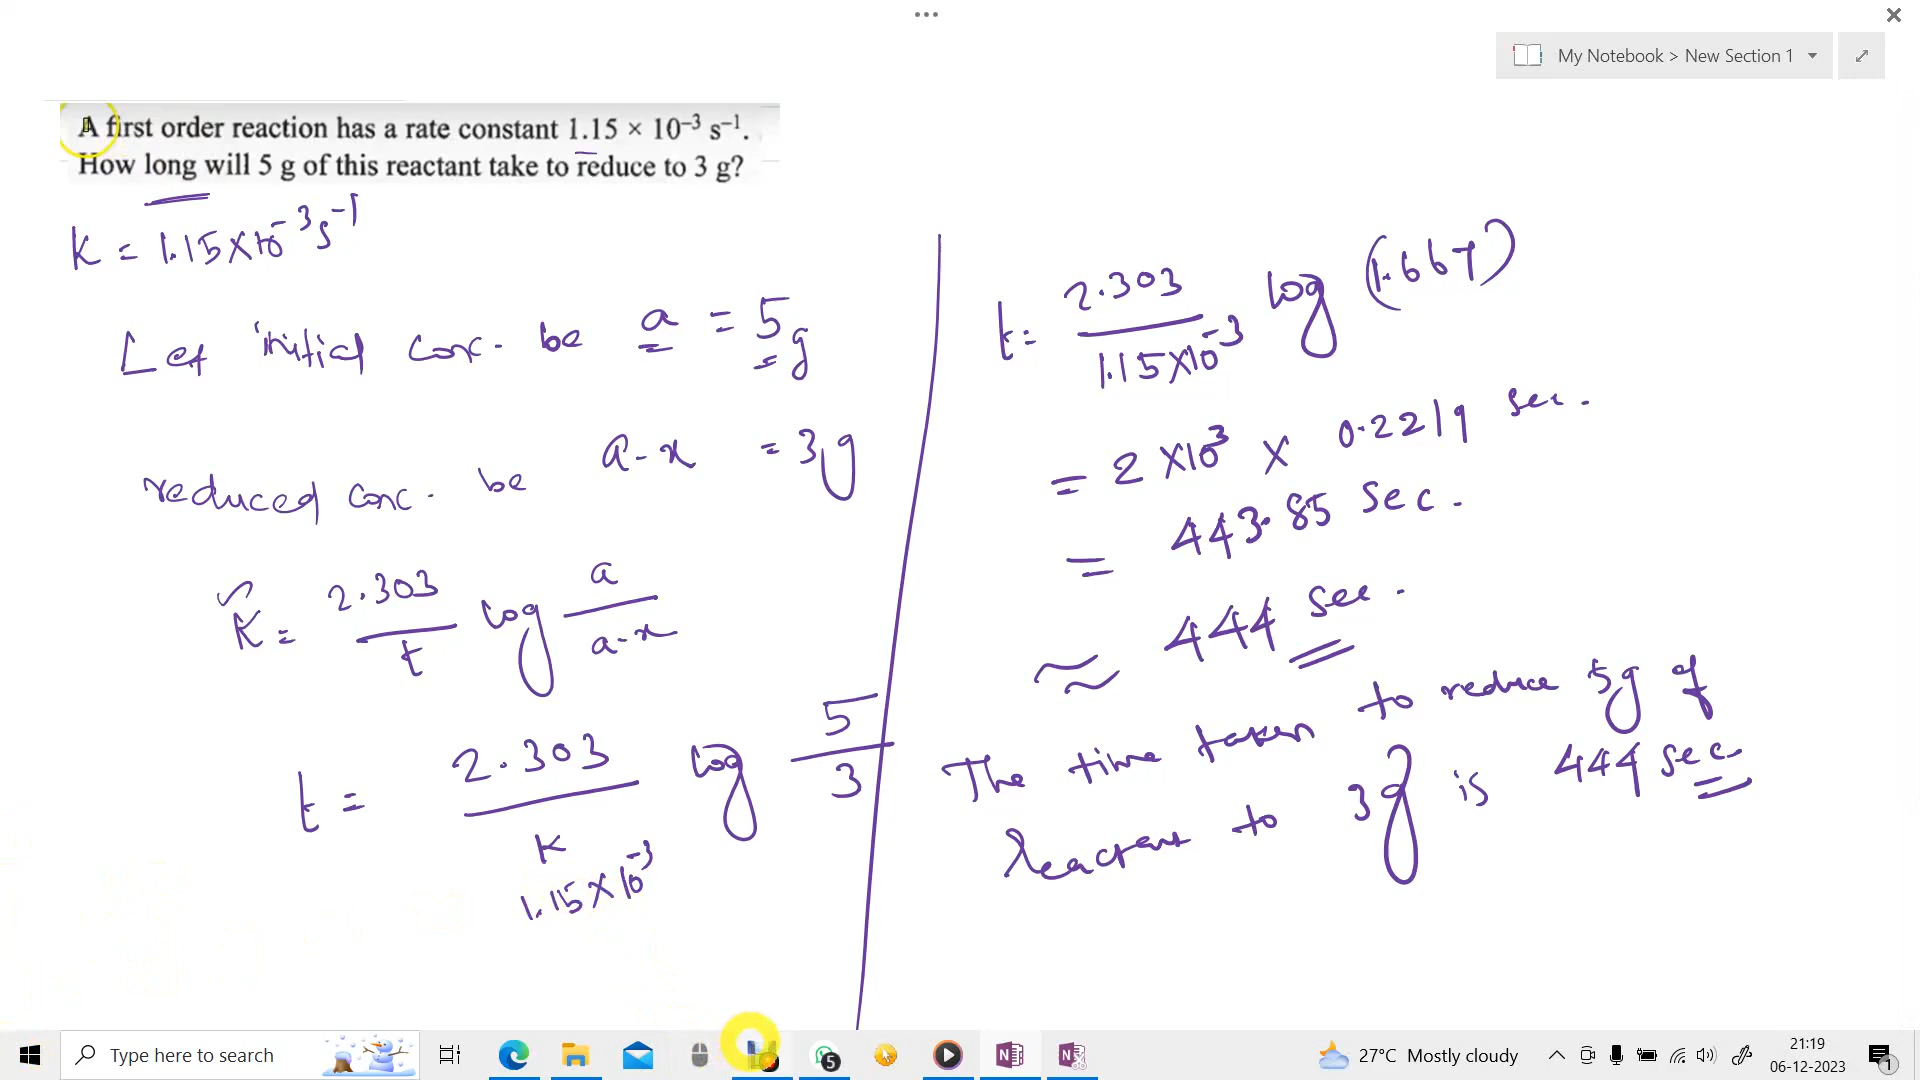 My Notebook > New Section 1
A first order reaction has a rate constant 1.15 × 10⁻³ s⁻¹.
How long will 5 g of this reactant take to reduce to 3 g?
K = 1.15×10⁻³ s⁻¹
Let initial conc. be a = 5g
reduced conc. be a-x = 3g
K = 2.303/t log a/a-x
t = 2.303/K log 5/3
1.15×10⁻³
t = 2.303/1.15×10⁻³ log (1.667)
= 2×10³ × 0.2219 sec.
= 443.85 sec.
≈ 444 sec.
The time taken to reduce 5g of
reactant to 3g is 444 sec.
Type here to search
5
27°C Mostly cloudy
21:19
06-12-2023
1